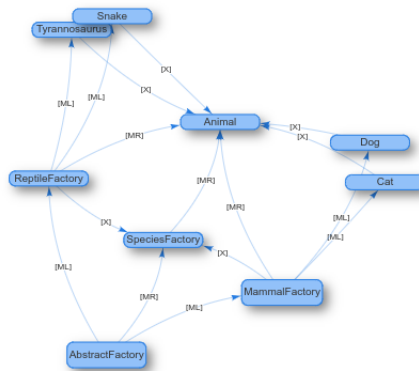 Snake
Tyrannosaurus
[X]
[X]
[ML]
[ML]
Animal
[X]
[X]
Dog
[MR]
ReptileFactory
Cat
[MR]
[MR]
[ML]
[X]
[ML]
SpeciesFactory
[X]
[ML]
[MR]
MammalFactory
[ML]
AbstractFactory